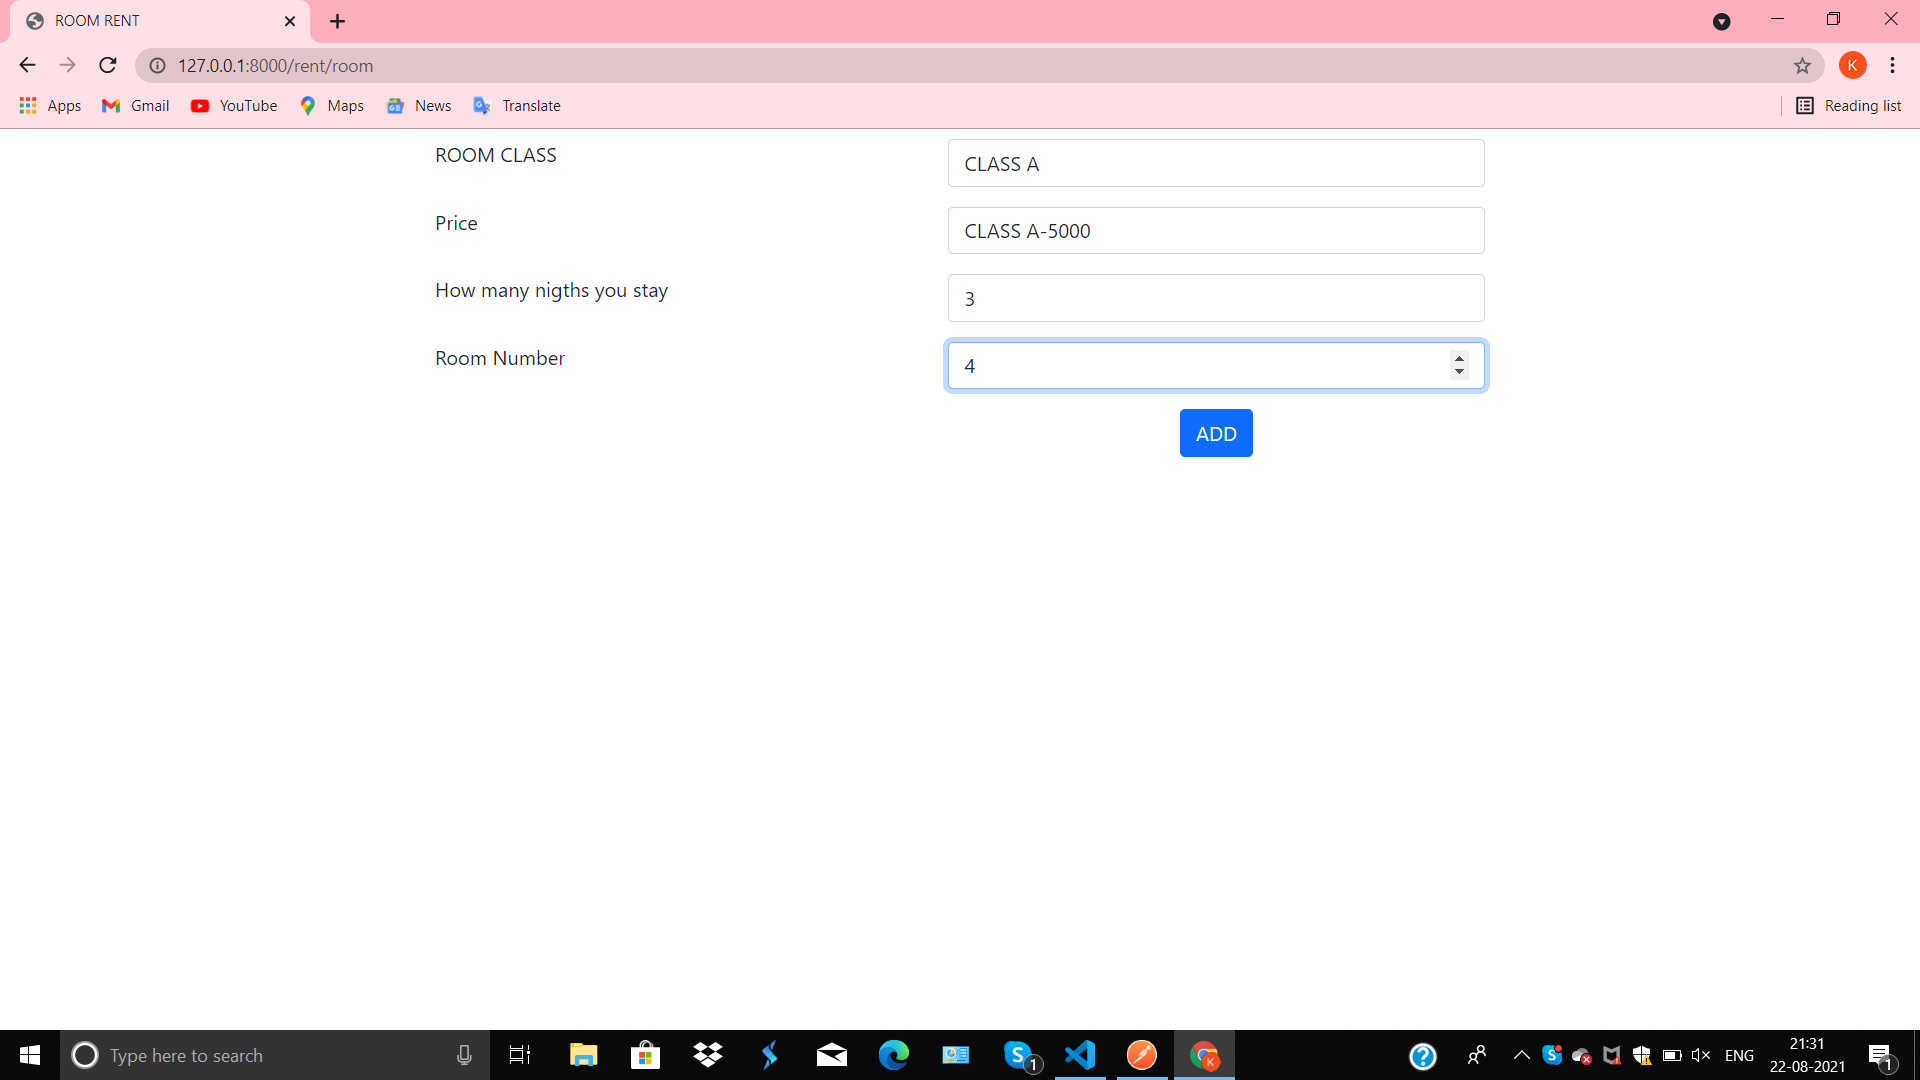 ROOM RENT
127.0.0.1:8000/rent/room
K
Apps Gmail YouTube Maps News Translate Reading list
ROOM CLASS CLASS A
Price CLASS A-5000
How many nigths you stay 3
Room Number 4
ADD
Type here to search
S 1
K
S
ENG
21:31
22-08-2021
1